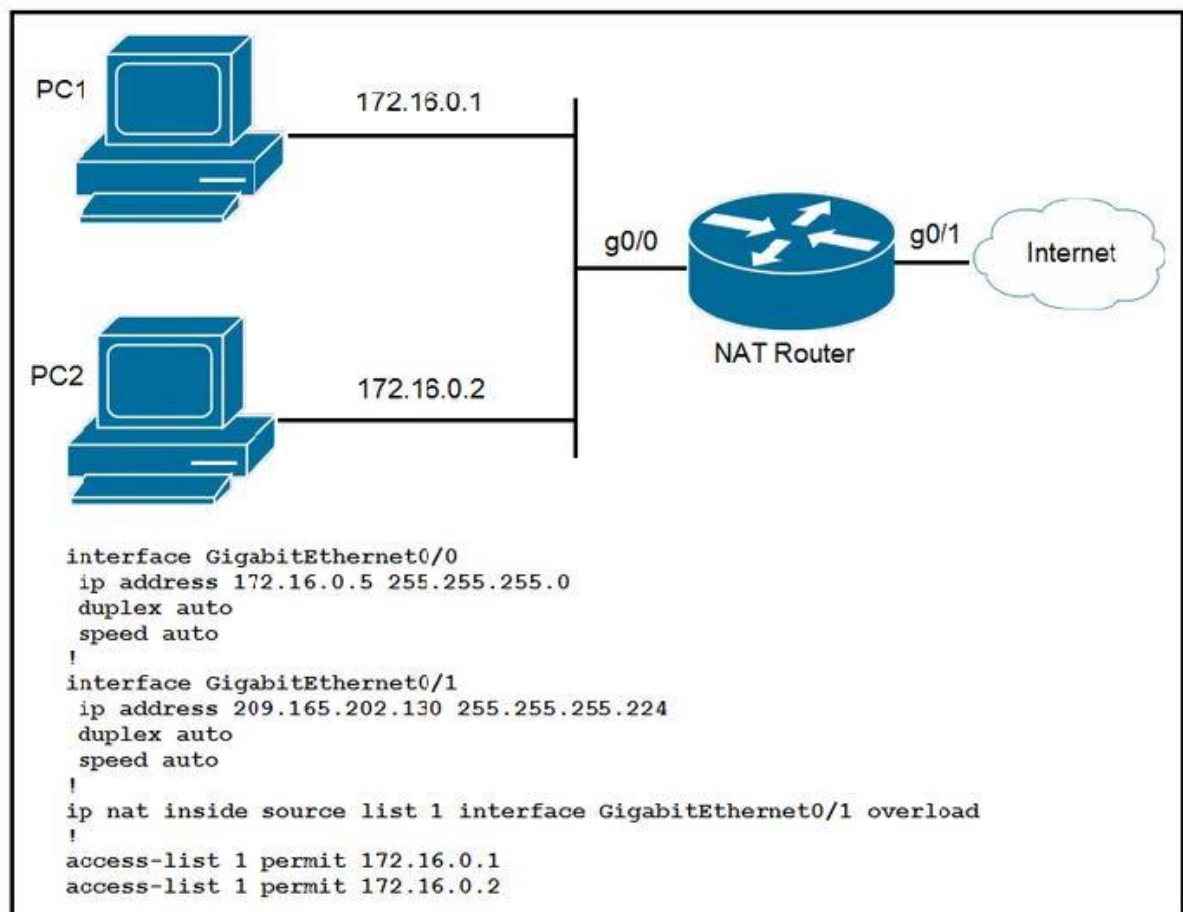 PC1
172.16.0.1
g0/0
g0/1
Internet
NAT Router
PC2
172.16.0.2
interface GigabitEthernet0/0
 ip address 172.16.0.5 255.255.255.0
 duplex auto
 speed auto
!
interface GigabitEthernet0/1
 ip address 209.165.202.130 255.255.255.224
 duplex auto
 speed auto
!
ip nat inside source list 1 interface GigabitEthernet0/1 overload
!
access-list 1 permit 172.16.0.1
access-list 1 permit 172.16.0.2